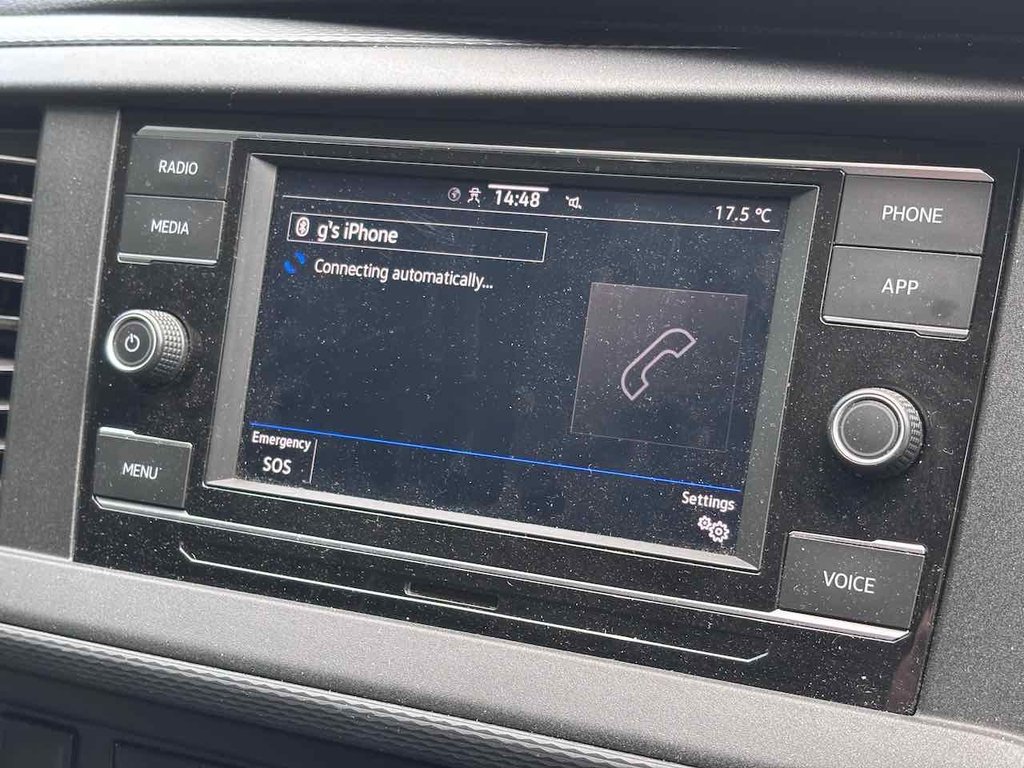 RADIO
MEDIA
MENU
14:48
17.5 °C
g's iPhone
Connecting automatically...
Emergency
SOS
Settings
PHONE
APP
VOICE